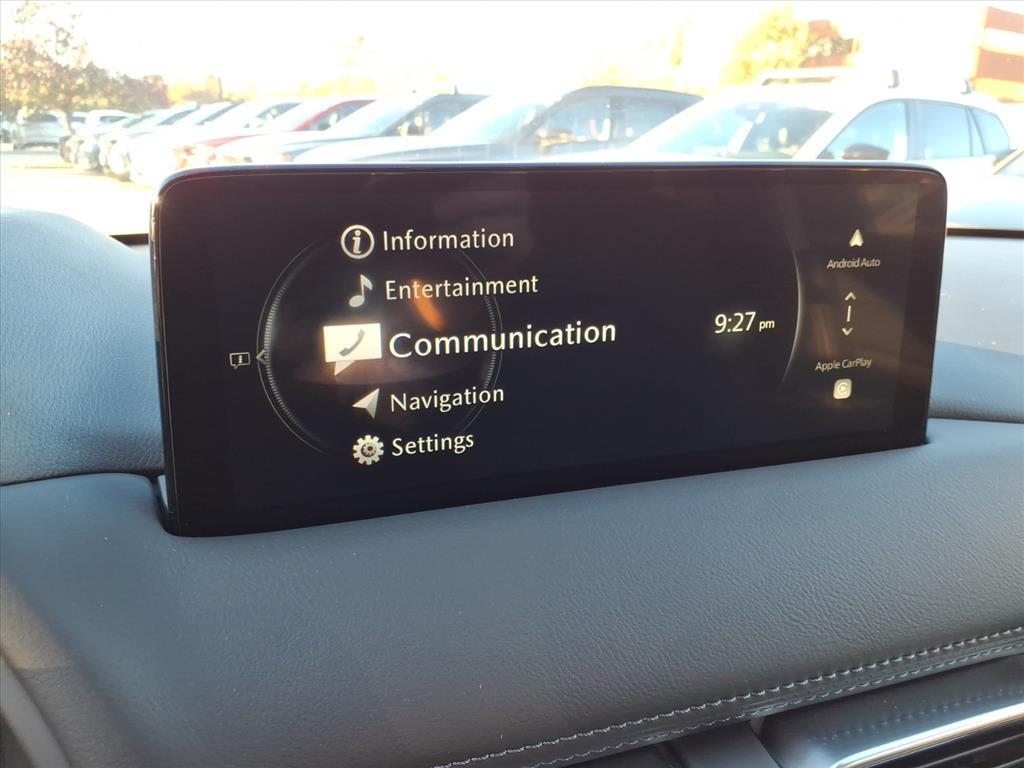 Information
Entertainment
Communication
Navigation
Settings
9:27 pm
Android Auto
Apple CarPlay